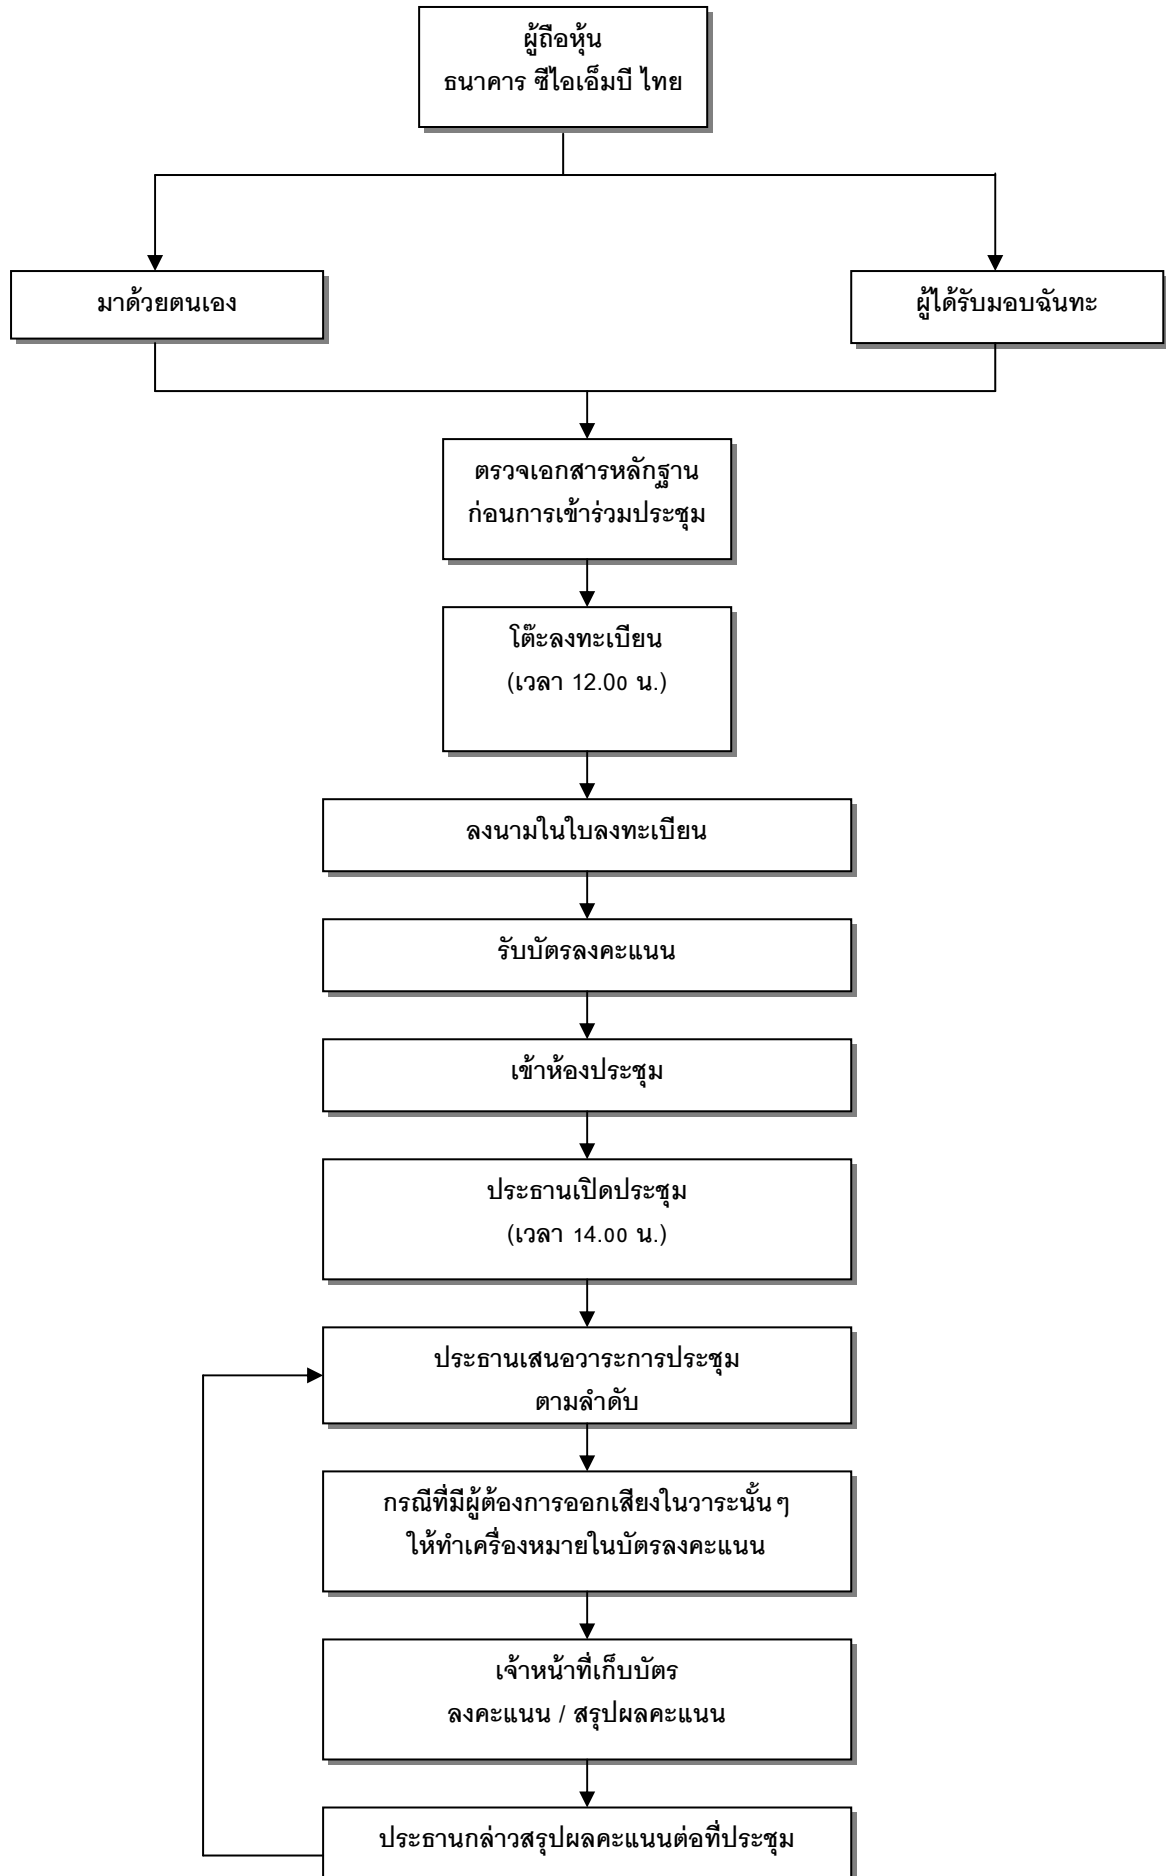 ผู้ถือหุ้น
ธนาคาร ซีไอเอ็มบี ไทย
มาด้วยตนเอง
ผู้ได้รับมอบฉันทะ
ตรวจเอกสารหลักฐาน
ก่อนการเข้าร่วมประชุม
โต๊ะลงทะเบียน
(เวลา 12.00 น.)
ลงนามในใบลงทะเบียน
รับบัตรลงคะแนน
เข้าห้องประชุม
ประธานเปิดประชุม
(เวลา 14.00 น.)
ประธานเสนอวาระการประชุม
ตามลำดับ
กรณีที่มีผู้ต้องการออกเสียงในวาระนั้น ๆ
ให้ทำเครื่องหมายในบัตรลงคะแนน
เจ้าหน้าที่เก็บบัตร
ลงคะแนน / สรุปผลคะแนน
ประธานกล่าวสรุปผลคะแนนต่อที่ประชุม